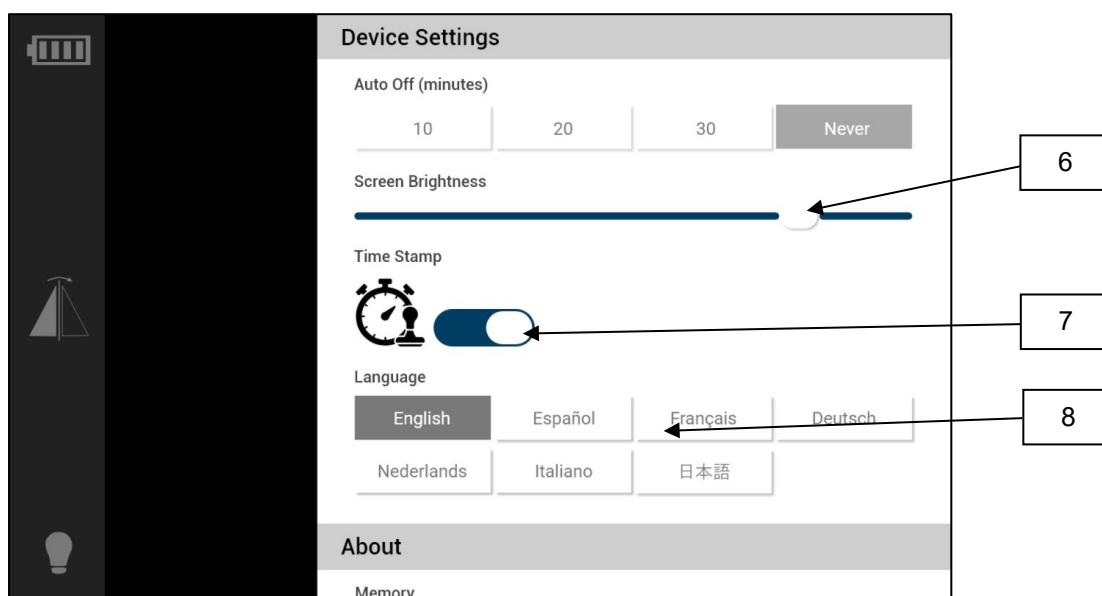 Device Settings
Auto Off (minutes)
10 20 30 Never
Screen Brightness
6
Time Stamp
7
Language
English Español Français Deutsch
8
Nederlands Italiano 日本語
About
Memory